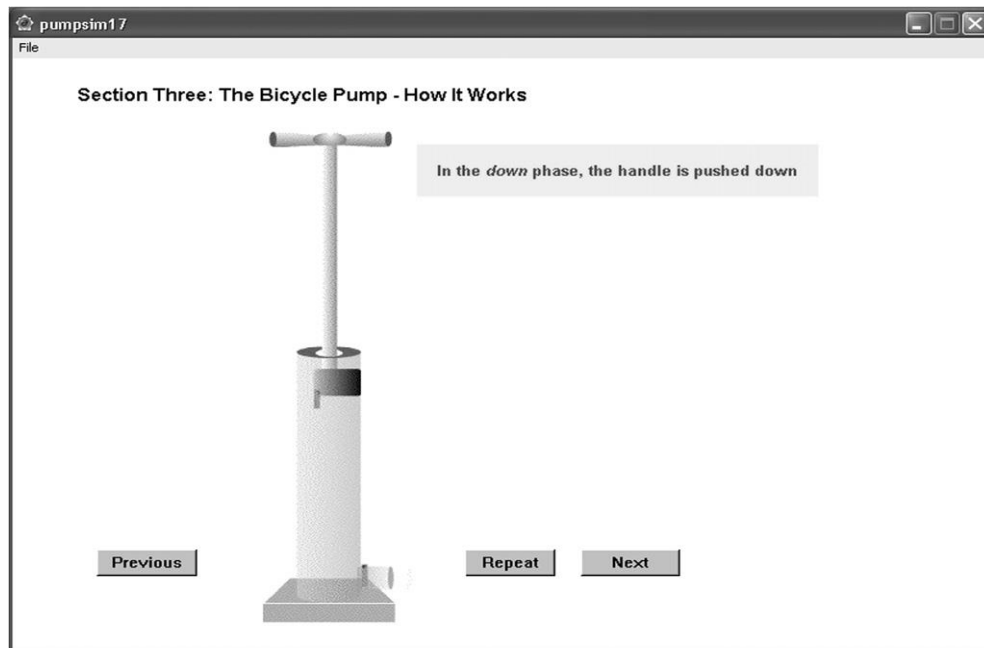 pumpsim17
File
Section Three: The Bicycle Pump - How It Works
In the down phase, the handle is pushed down
Previous
Repeat
Next